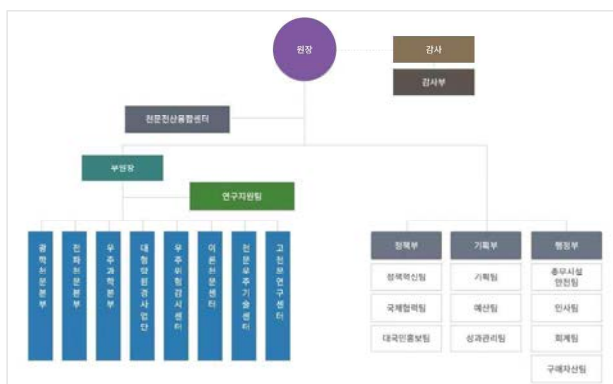 원장
감사
감사부
천문전산융합센터
부원장
연구지원팀
광학천문본부
전파천문본부
우주과학본부
대형망원경사업단
우주위험감시센터
이론천문센터
천문우주기술센터
고천문연구센터
정책부
기획부
행정부
정책혁신팀
기획팀
총무시설
안전팀
국제협력팀
예산팀
인사팀
대국민홍보팀
성과관리팀
회계팀
구매자산팀